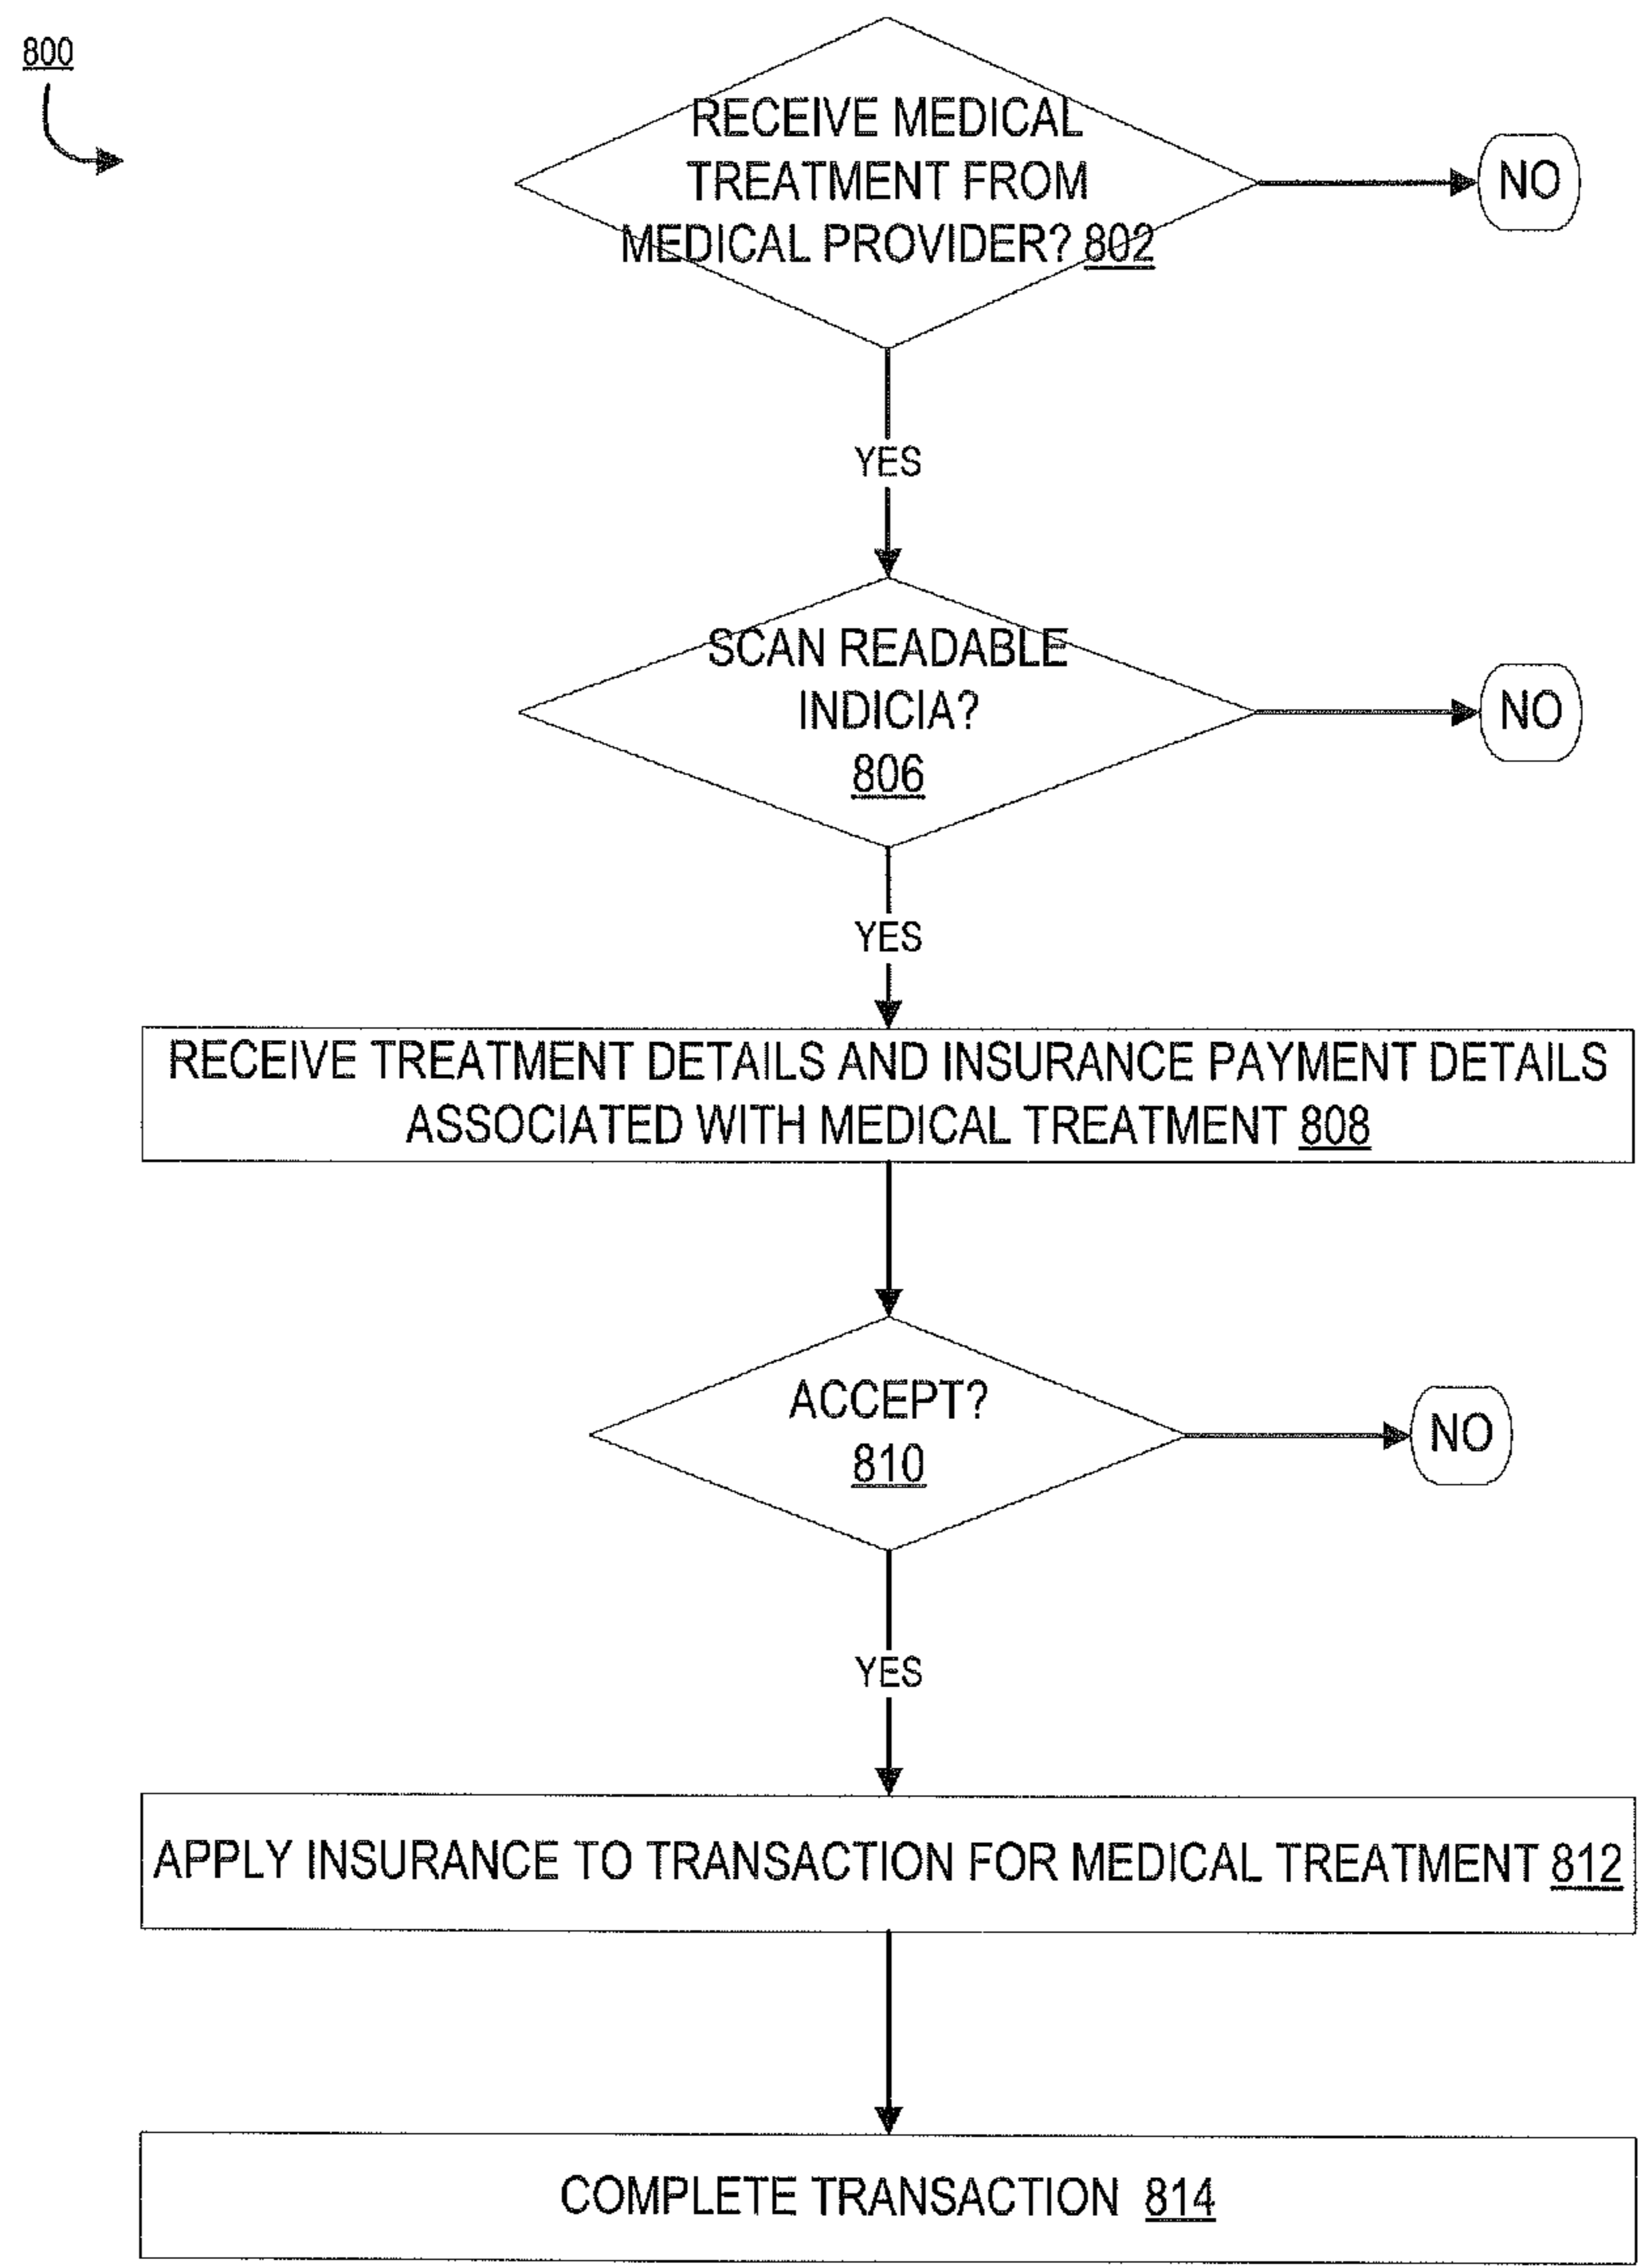 800
RECEIVE MEDICAL
TREATMENT FROM
MEDICAL PROVIDER? 802
NO
YES
SCAN READABLE
INDICIA?
806
NO
YES
RECEIVE TREATMENT DETAILS AND INSURANCE PAYMENT DETAILS
ASSOCIATED WITH MEDICAL TREATMENT 808
ACCEPT?
810
NO
YES
APPLY INSURANCE TO TRANSACTION FOR MEDICAL TREATMENT 812
COMPLETE TRANSACTION 814